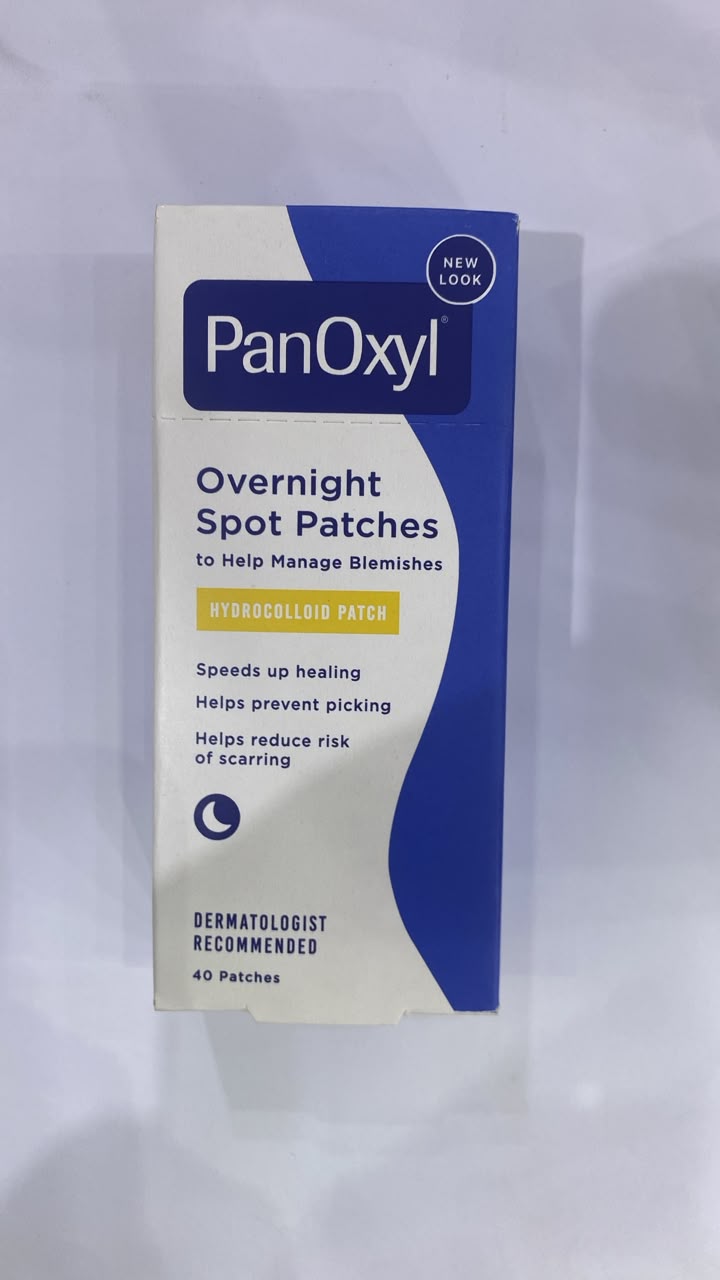 NEW
LOOK
PanOxyl®
Overnight
Spot Patches
to Help Manage Blemishes
HYDROCOLLOID PATCH
Speeds up healing
Helps prevent picking
Helps reduce risk
of scarring
DERMATOLOGIST
RECOMMENDED
40 Patches